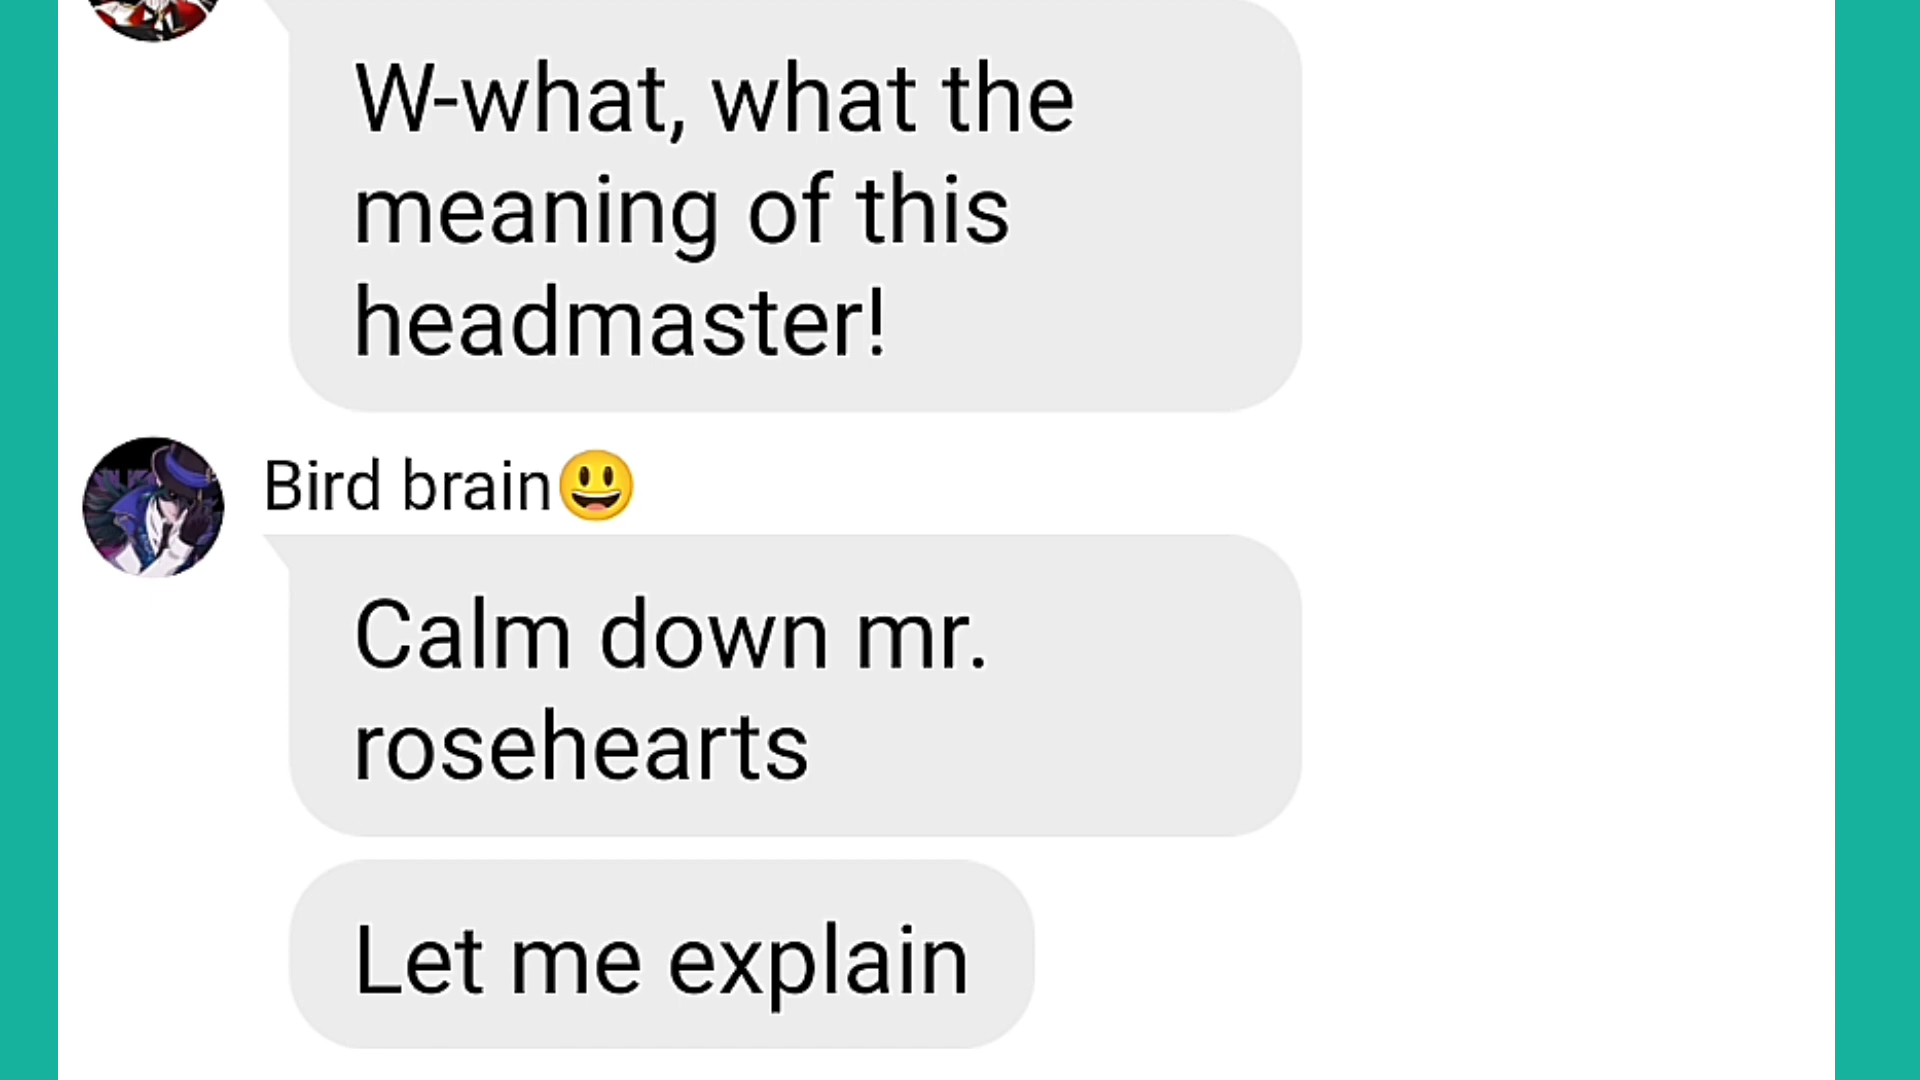 W-what, what the
meaning of this
headmaster!
Bird brain😃
Calm down mr.
rosehearts
Let me explain